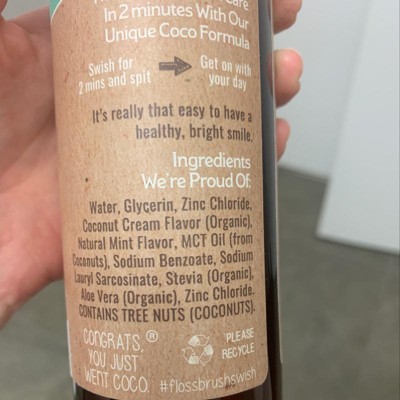 Care
In 2 minutes With Our
Unique Coco Formula
Swish for
2 mins and spit
Get on with
your day
It's really that easy to have a
healthy, bright smile.
Ingredients
We're Proud Of:
Water, Glycerin, Zinc Chloride,
Coconut Cream Flavor (Organic),
Natural Mint Flavor, MCT Oil (from
Coconuts), Sodium Benzoate, Sodium
Lauryl Sarcosinate, Stevia (Organic),
Aloe Vera (Organic), Zinc Chloride.
CONTAINS TREE NUTS (COCONUTS).
CONGRATS,®
YOU JUST
WENT COCO.
PLEASE
RECYCLE
#flossbrushswish